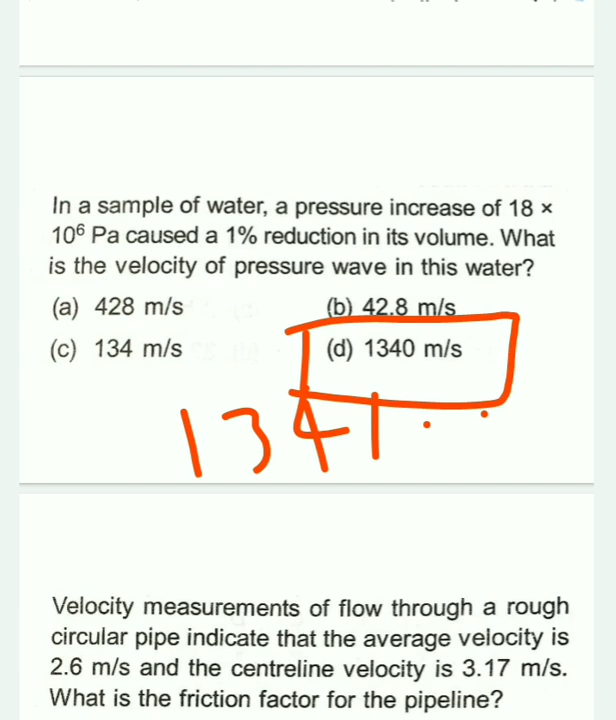 In a sample of water, a pressure increase of 18 ×
10⁶ Pa caused a 1% reduction in its volume. What
is the velocity of pressure wave in this water?
(a) 428 m/s (b) 42.8 m/s
(c) 134 m/s (d) 1340 m/s
1341..
Velocity measurements of flow through a rough
circular pipe indicate that the average velocity is
2.6 m/s and the centreline velocity is 3.17 m/s.
What is the friction factor for the pipeline?